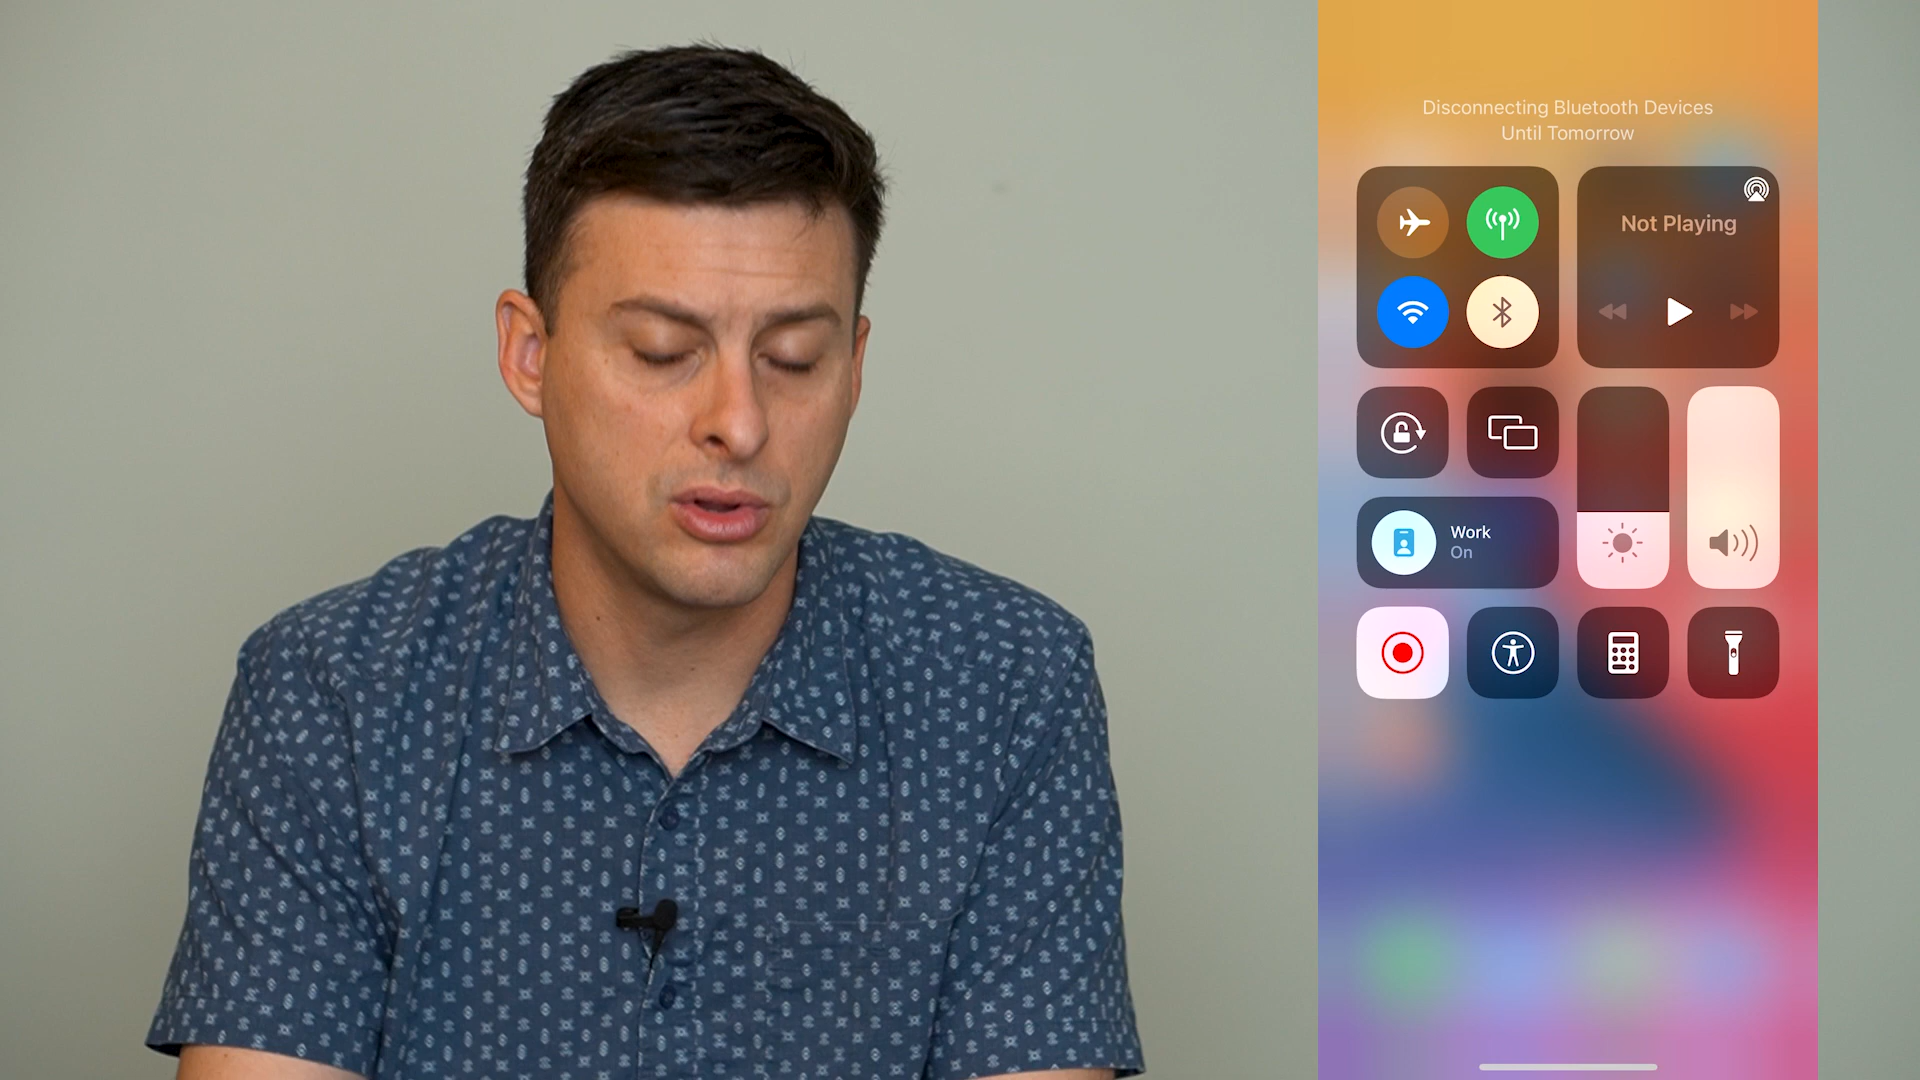 Disconnecting Bluetooth Devices
Until Tomorrow
Not Playing
Work
On